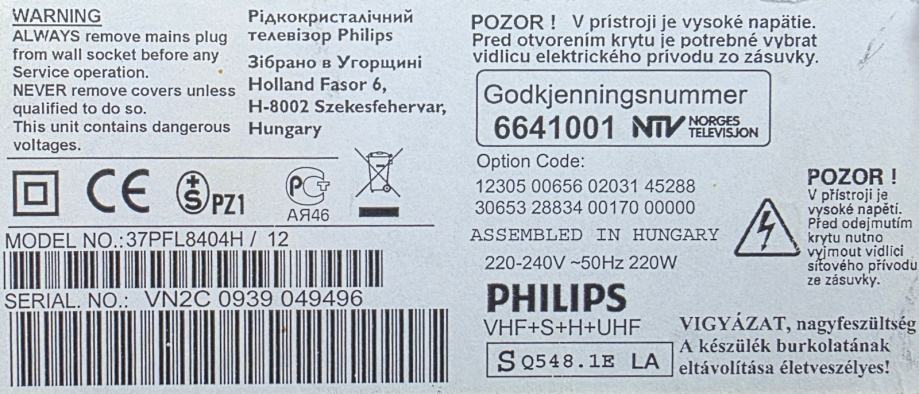 WARNING
ALWAYS remove mains plug
from wall socket before any
Service operation.
NEVER remove covers unless
qualified to do so.
This unit contains dangerous
voltages.
Рідкокристалічний
телевізор Philips
Зібрано в Угорщині
Holland Fasor 6,
H-8002 Szekesfehervar,
Hungary
POZOR ! V prístroji je vysoké napätie.
Pred otvorením krytu je potrebné vybrat
vidlicu elektrického prívodu zo zásuvky.
Godkjenningsnummer
6641001 NTV NORGES
TELEVISJON
CE
S PZ1
РСТ
АЯ46
Option Code:
12305 00656 02031 45288
30653 28834 00170 00000
ASSEMBLED IN HUNGARY
220-240V ~50Hz 220W
POZOR !
V přístroji je
vysoké napětí.
Před odejmutím
krytu nutno
vyjmout vidlici
síťového přívodu
ze zásuvky.
MODEL NO.:37PFL8404H / 12
SERIAL. NO.: VN2C 0939 049496
PHILIPS
VHF+S+H+UHF
S Q548.1E LA
VIGYÁZAT, nagyfeszültség
A készülék burkolatának
eltávolítása életveszélyes!